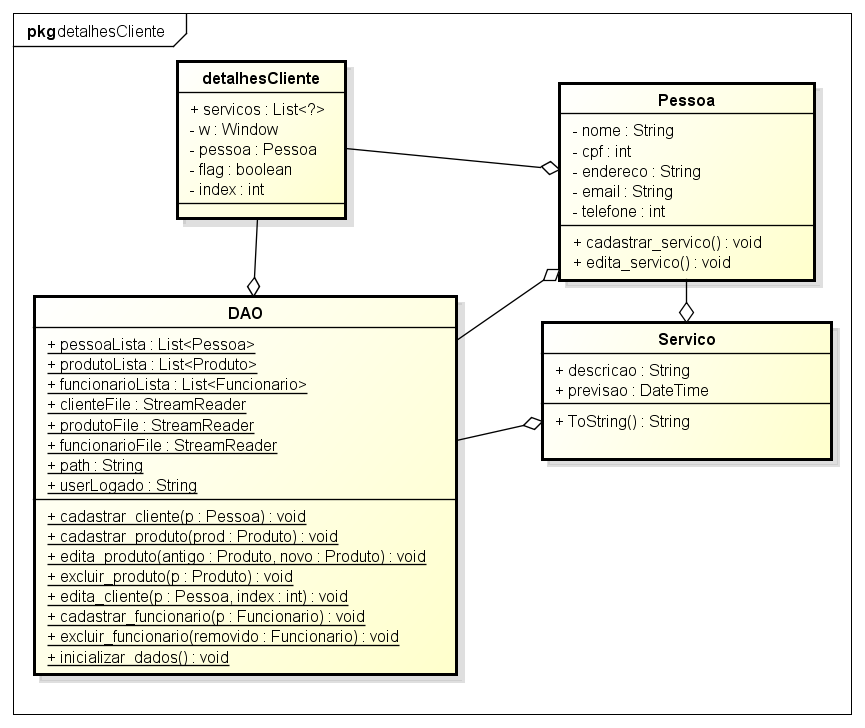 pkg detalhesCliente
detalhesCliente
+ servicos : List<?>
- w : Window
- pessoa : Pessoa
- flag : boolean
- index : int
Pessoa
- nome : String
- cpf : int
- endereco : String
- email : String
- telefone : int
+ cadastrar_servico() : void
+ edita_servico() : void
DAO
+ pessoaLista : List<Pessoa>
+ produtoLista : List<Produto>
+ funcionarioLista : List<Funcionario>
+ clienteFile : StreamReader
+ produtoFile : StreamReader
+ funcionarioFile : StreamReader
+ path : String
+ userLogado : String
+ cadastrar_cliente(p : Pessoa) : void
+ cadastrar_produto(prod : Produto) : void
+ edita_produto(antigo : Produto, novo : Produto) : void
+ excluir_produto(p : Produto) : void
+ edita_cliente(p : Pessoa, index : int) : void
+ cadastrar_funcionario(p : Funcionario) : void
+ excluir_funcionario(removido : Funcionario) : void
+ inicializar_dados() : void
Servico
+ descricao : String
+ previsao : DateTime
+ ToString() : String